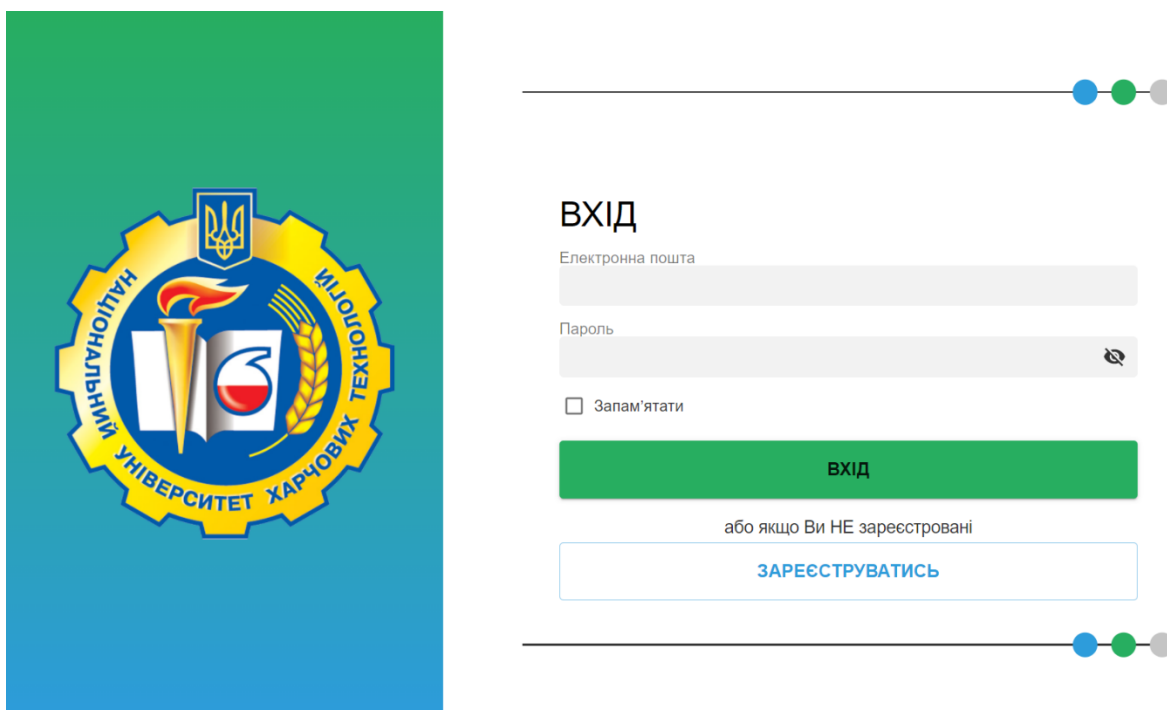 НАЦІОНАЛЬНИЙ УНІВЕРСИТЕТ ХАРЧОВИХ ТЕХНОЛОГІЙ
ВХІД
Електронна пошта
Пароль
Запам'ятати
ВХІД
або якщо Ви НЕ зареєстровані
ЗАРЕЄСТРУВАТИСЬ